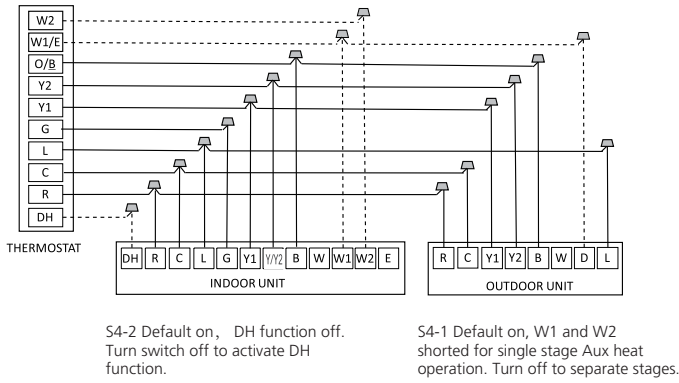 W2
W1/E
O/B
Y2
Y1
G
L
C
R
DH
THERMOSTAT
DH R C L G Y1 Y/Y2 B W W1 W2 E
INDOOR UNIT
R C Y1 Y2 B W D L
OUTDOOR UNIT
S4-2 Default on, DH function off.
Turn switch off to activate DH
function.
S4-1 Default on, W1 and W2
shorted for single stage Aux heat
operation. Turn off to separate stages.